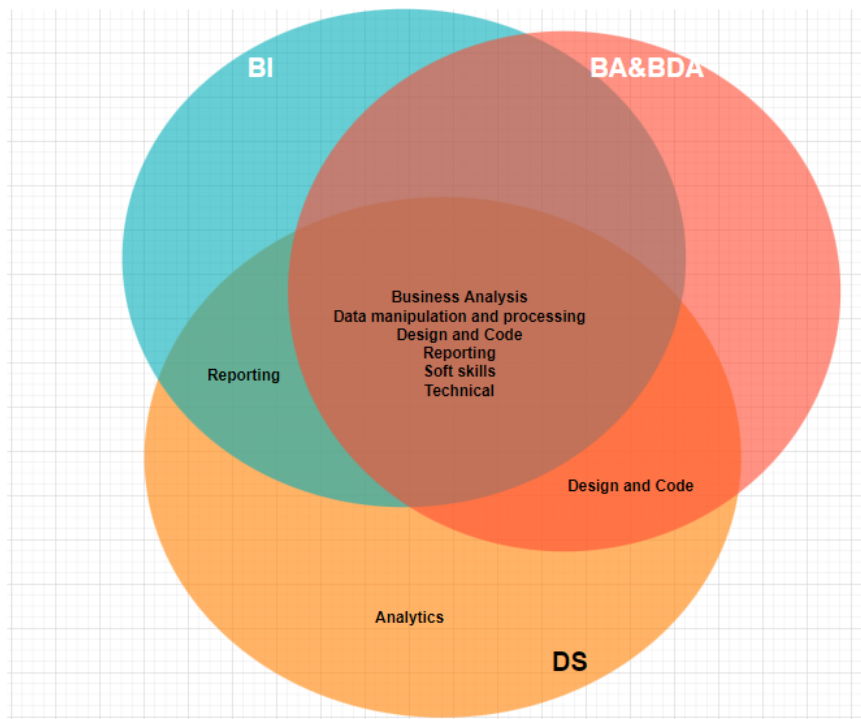 BI
BA&BDA
Business Analysis
Data manipulation and processing
Design and Code
Reporting
Soft skills
Reporting
Technical
Design and Code
Analytics
DS